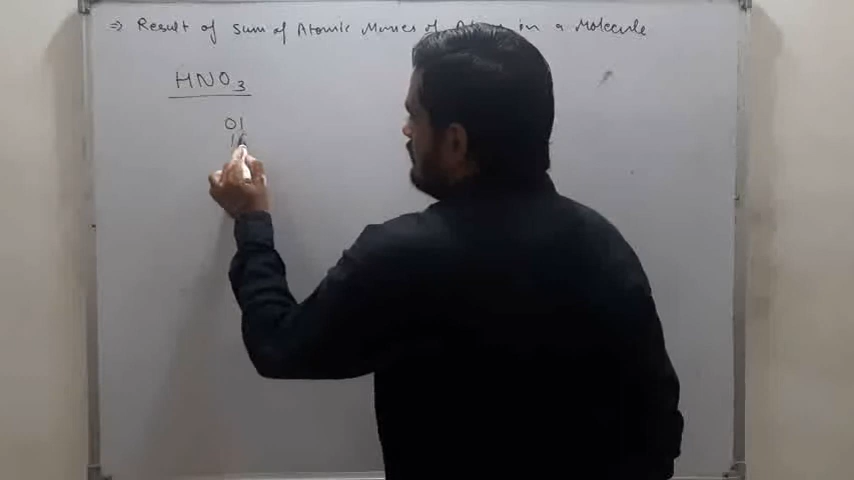 ⇒ Result of Sum of Atomic Masses of in a Molecule
HNO3
01